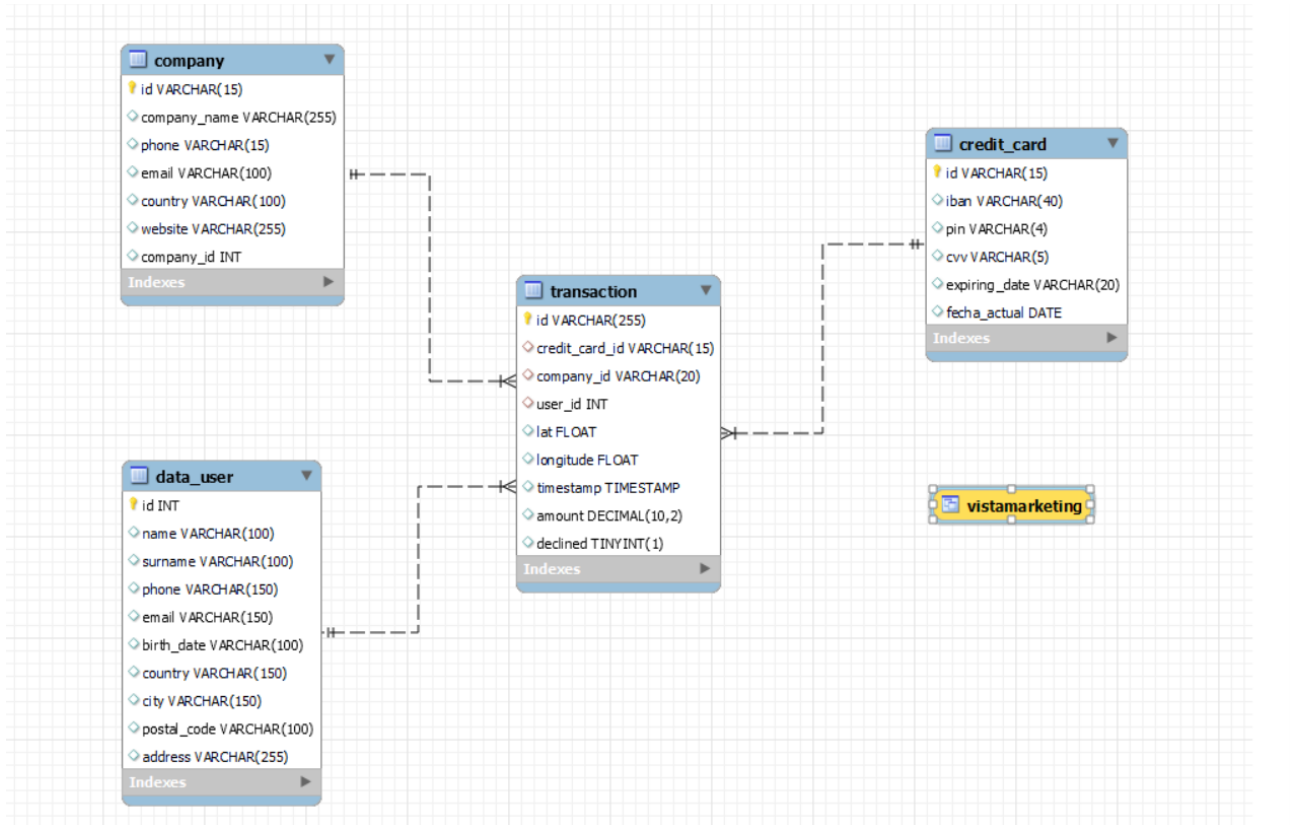 company
id VARCHAR(15)
company_name VARCHAR(255)
phone VARCHAR(15)
email VARCHAR(100)
country VARCHAR(100)
website VARCHAR(255)
company_id INT
Indexes
credit_card
id VARCHAR(15)
iban VARCHAR(40)
pin VARCHAR(4)
cvv VARCHAR(5)
expiring_date VARCHAR(20)
fecha_actual DATE
Indexes
transaction
id VARCHAR(255)
credit_card_id VARCHAR(15)
company_id VARCHAR(20)
user_id INT
lat FLOAT
longitude FLOAT
timestamp TIMESTAMP
amount DECIMAL(10,2)
declined TINYINT(1)
Indexes
data_user
id INT
name VARCHAR(100)
surname VARCHAR(100)
phone VARCHAR(150)
email VARCHAR(150)
birth_date VARCHAR(100)
country VARCHAR(150)
city VARCHAR(150)
postal_code VARCHAR(100)
address VARCHAR(255)
Indexes
vistamarketing